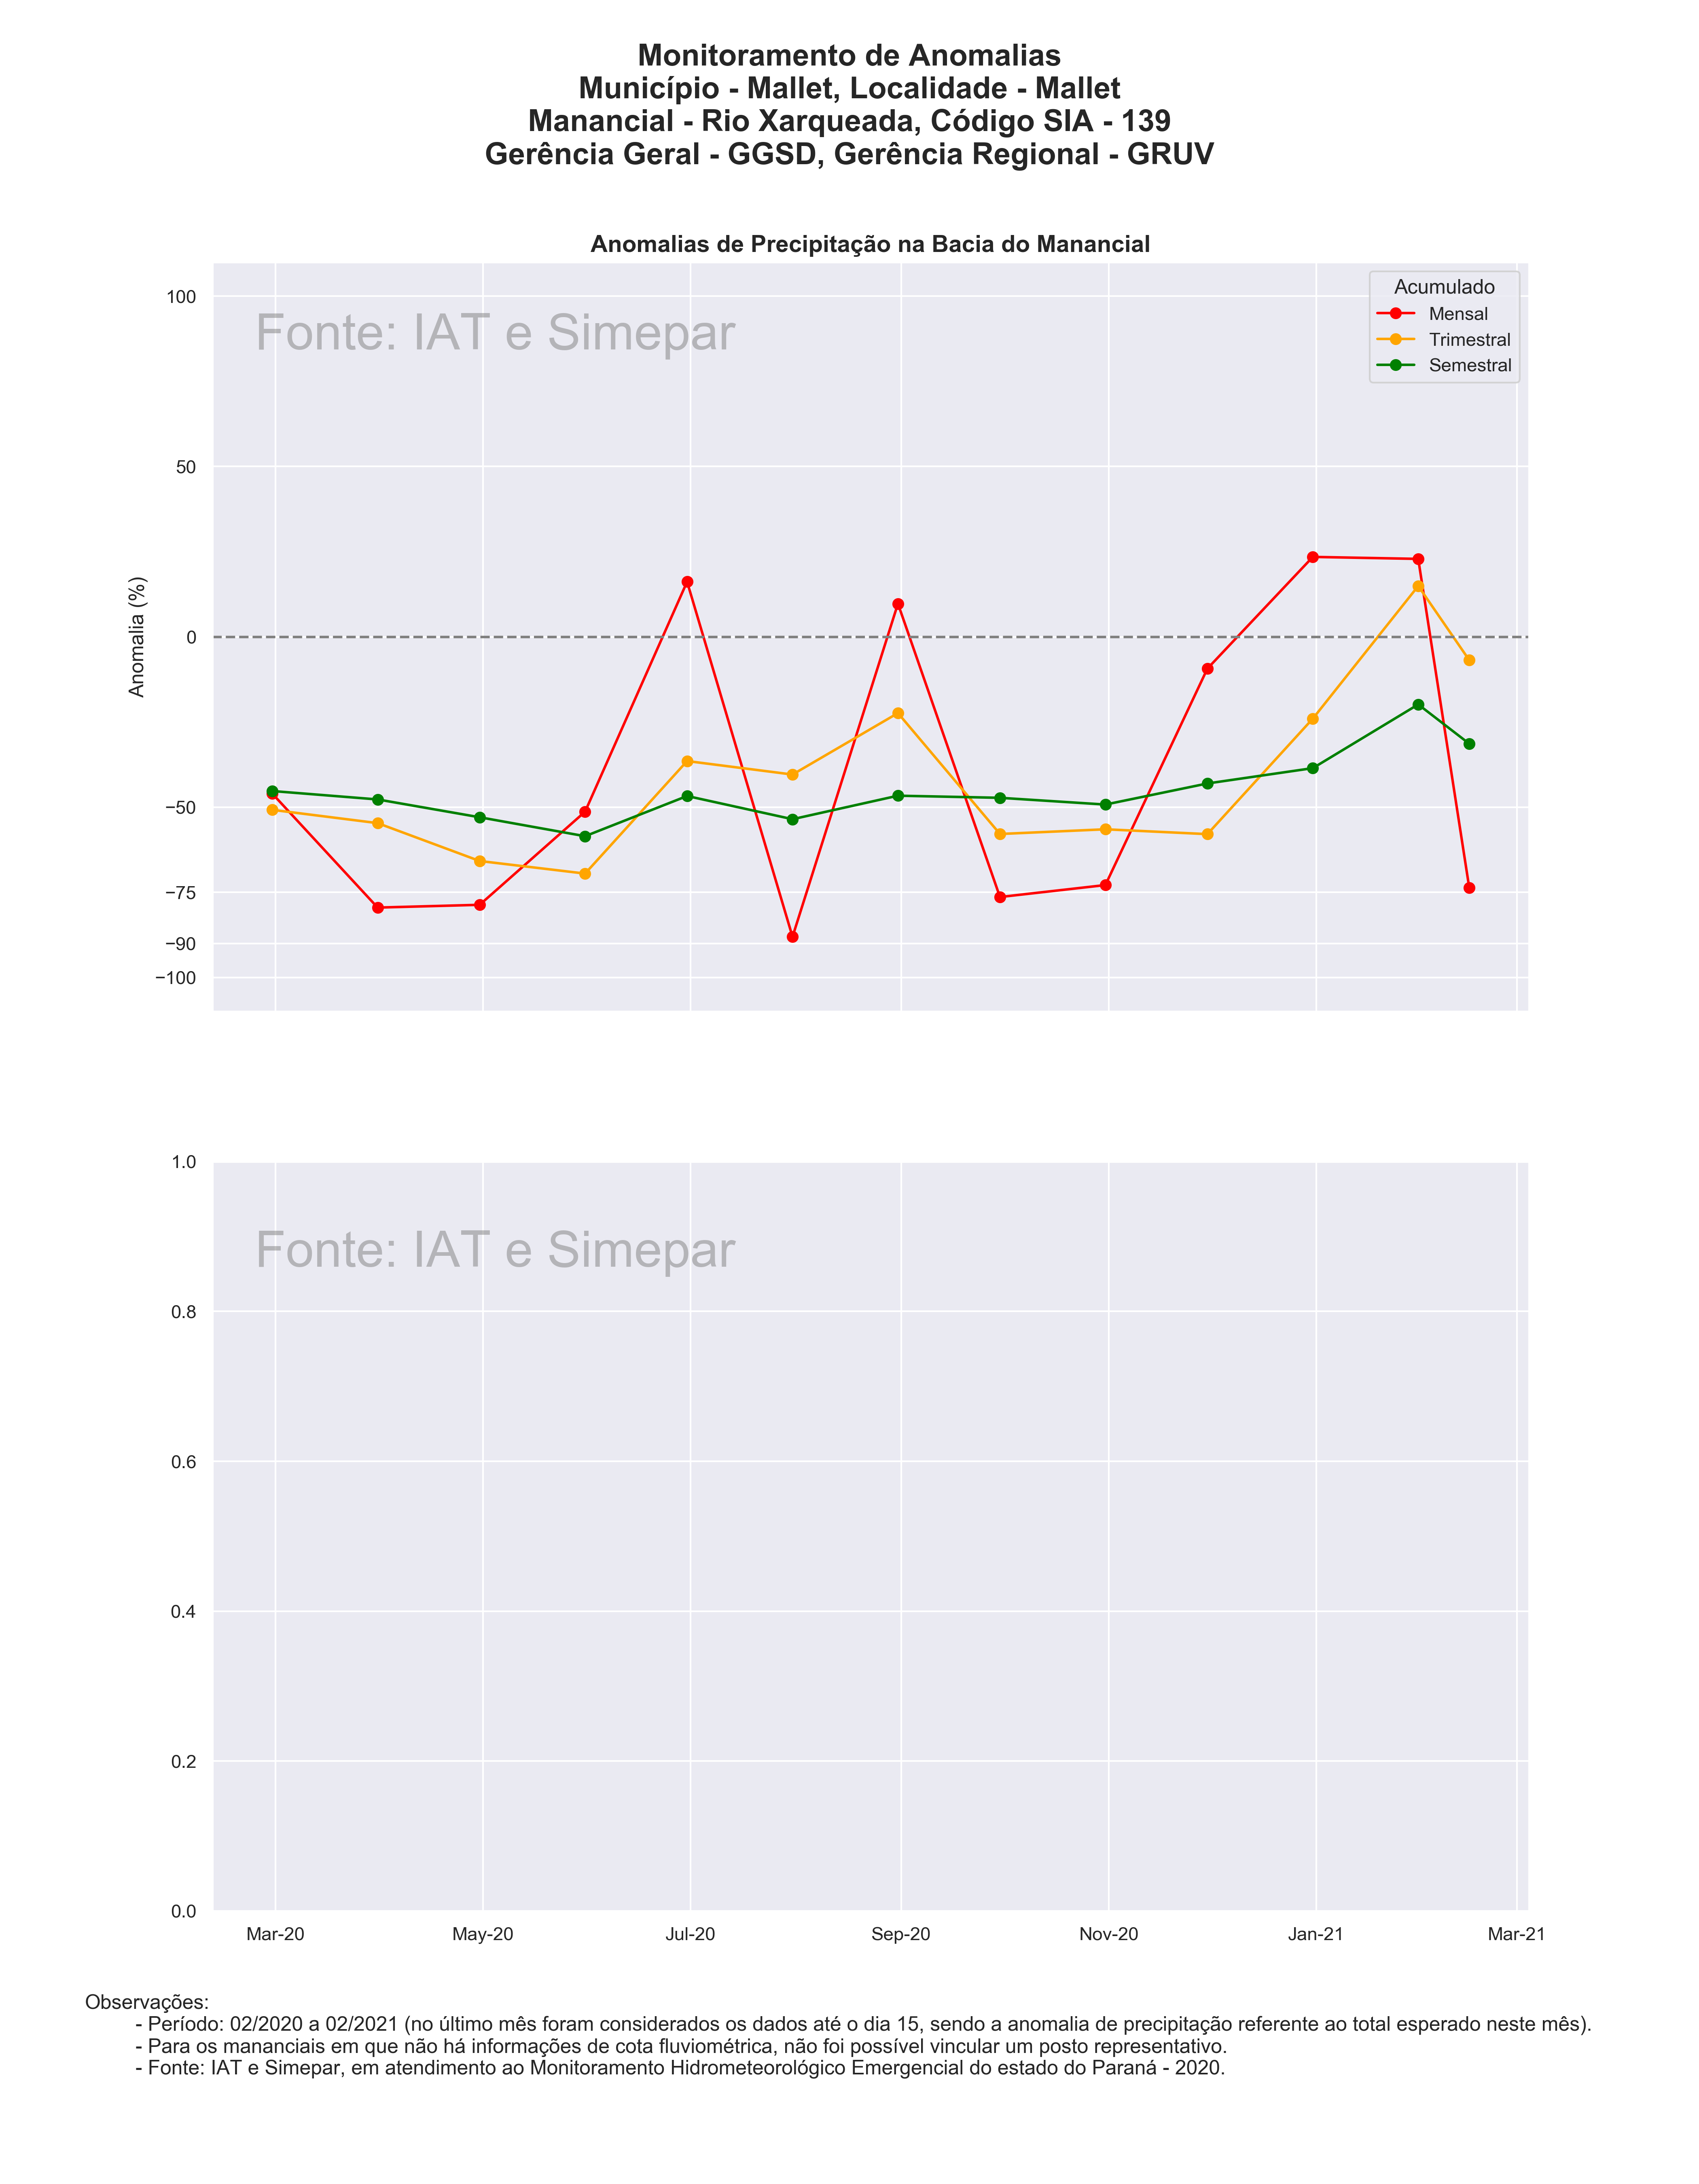 Monitoramento de Anomalias
Município - Mallet, Localidade - Mallet
Manancial - Rio Xarqueada, Código SIA - 139
Gerência Geral - GGSD, Gerência Regional - GRUV
Anomalias de Precipitação na Bacia do Manancial
Fonte: IAT e Simepar
Acumulado
Mensal
Trimestral
Semestral
Anomalia (%)
100
50
0
−50
−75
−90
−100
Fonte: IAT e Simepar
1.0
0.8
0.6
0.4
0.2
0.0
Mar-20 May-20 Jul-20 Sep-20 Nov-20 Jan-21 Mar-21
Observações:
- Período: 02/2020 a 02/2021 (no último mês foram considerados os dados até o dia 15, sendo a anomalia de precipitação referente ao total esperado neste mês).
- Para os mananciais em que não há informações de cota fluviométrica, não foi possível vincular um posto representativo.
- Fonte: IAT e Simepar, em atendimento ao Monitoramento Hidrometeorológico Emergencial do estado do Paraná - 2020.